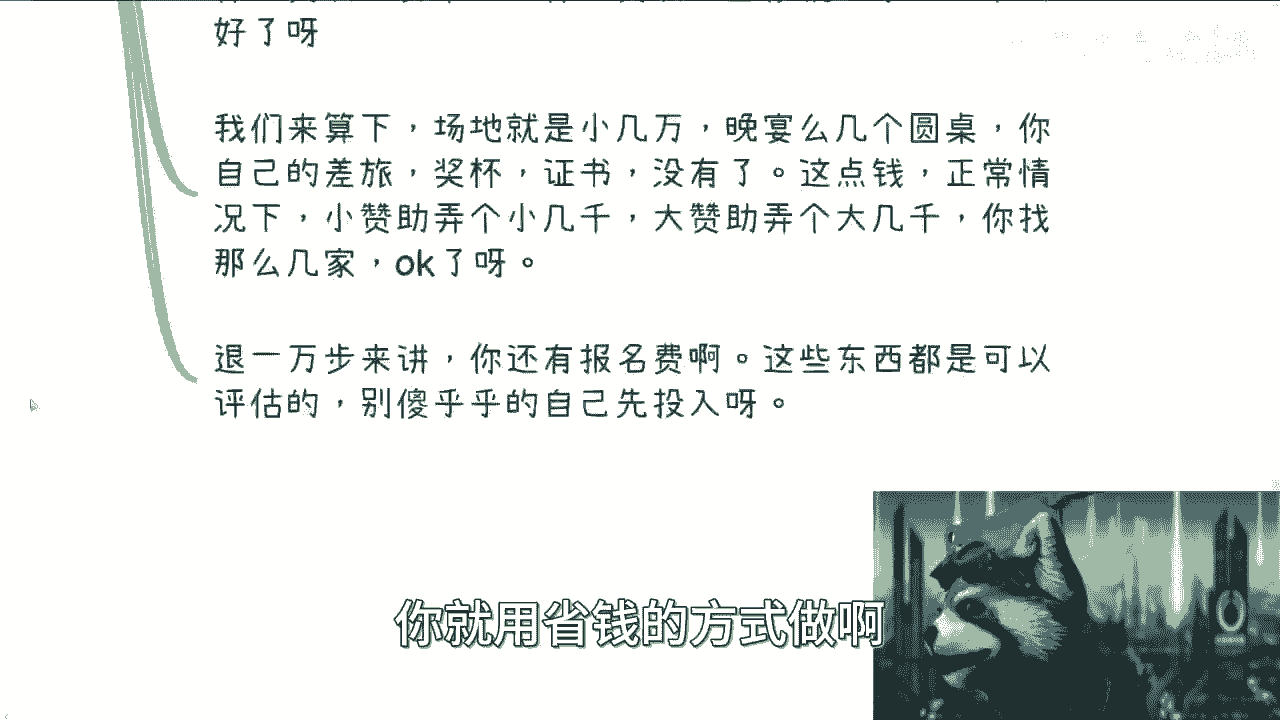 好了呀
我们来算下，场地就是小几万，晚宴么几个圆桌，你
自己的差旅，奖杯，证书，没有了。这点钱，正常情
况下，小赞助弄个小几千，大赞助弄个大几千，你找
那么几家，ok了呀。
退一万步来讲，你还有报名费啊。这些东西都是可以
评估的，别傻乎乎的自己先投入呀。
你就用省钱的方式做啊